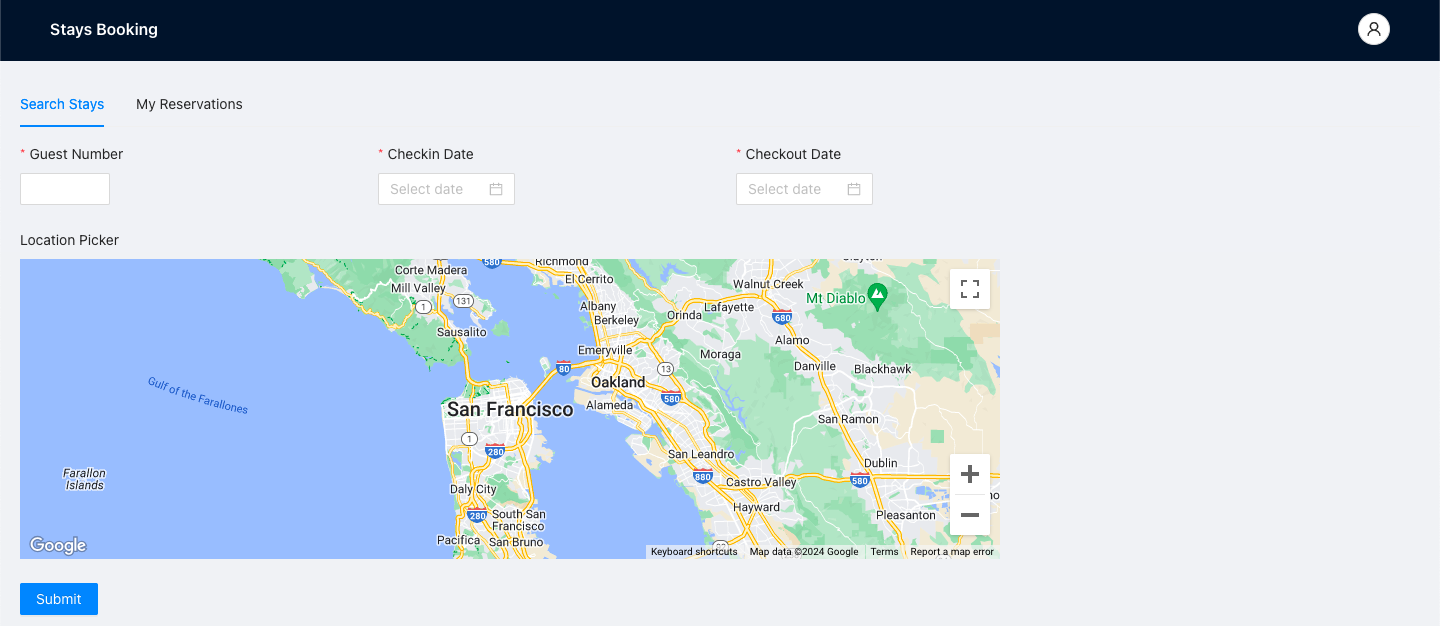 Stays Booking
Search Stays
My Reservations
* Guest Number
* Checkin Date
* Checkout Date
Select date
Select date
Location Picker
Richmond
580
Corte Madera
El Cerrito
Walnut Creek
Mill Valley
Mt Diablo
1
131
Albany
Lafayette
Orinda
680
Berkeley
Sausalito
Alamo
Emeryville
Moraga
80
13
Danville
Blackhawk
Oakland
Gulf of the Farallones
580
Alameda
San Francisco
San Ramon
1
280
San Leandro
Dublin
Farallon
Islands
880
Castro Valley
580
Daly City
Hayward
280
South San
Francisco
Pleasanton
Pacifica
San Bruno
Google
Keyboard shortcuts
Map data ©2024 Google
Terms
Report a map error
Submit